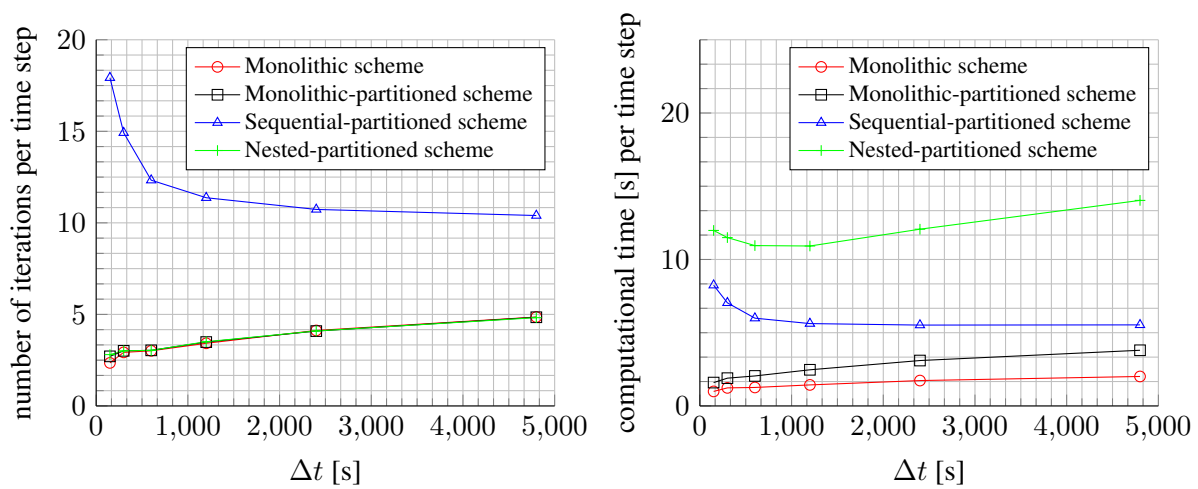 number of iterations per time step
20
15
10
5
0
0
1,000
2,000
3,000
4,000
5,000
Δt [s]
Monolithic scheme
Monolithic-partitioned scheme
Sequential-partitioned scheme
Nested-partitioned scheme
computational time [s] per time step
20
10
0
0
1,000
2,000
3,000
4,000
5,000
Δt [s]
Monolithic scheme
Monolithic-partitioned scheme
Sequential-partitioned scheme
Nested-partitioned scheme